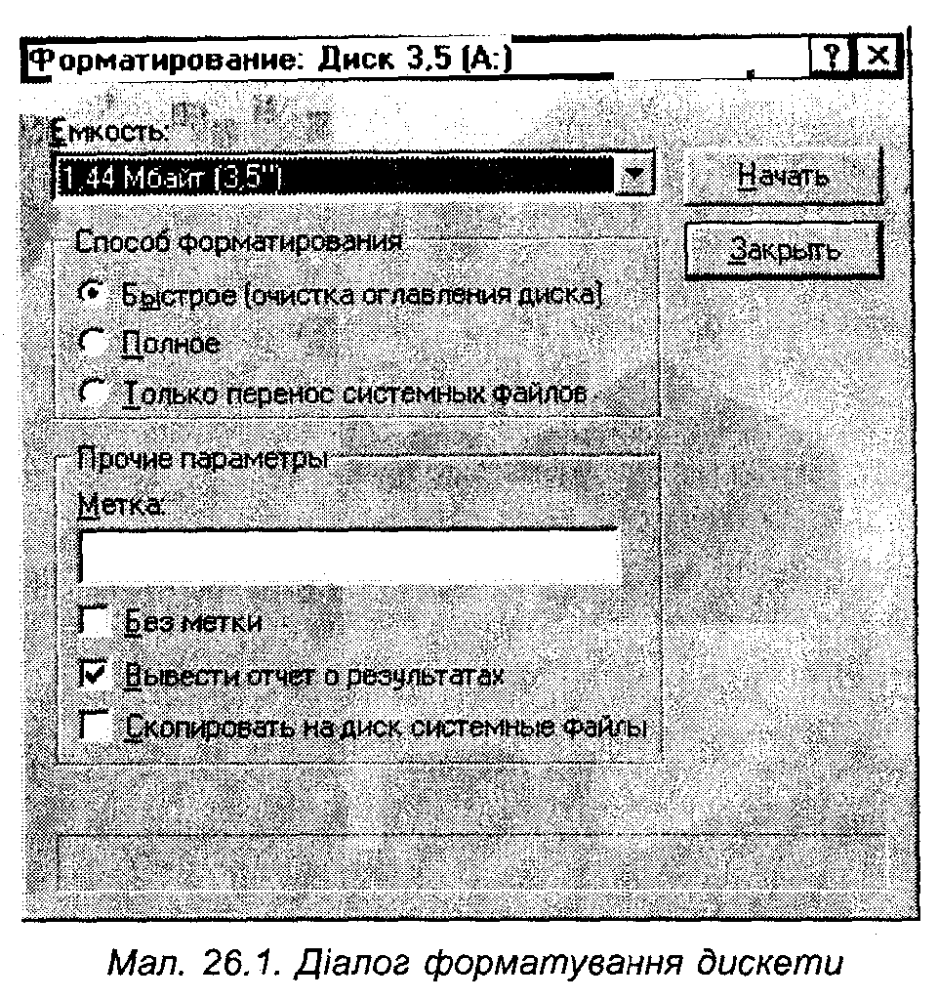 Форматирование: Диск 3,5 (A:)
Емкость:
1,44 Мбайт (3,5")
Начать
Способ форматирования
Закрыть
Быстрое (очистка оглавления диска)
Полное
Только перенос системных файлов
Прочие параметры
Метка:
Без метки
Вывести отчет о результатах
Скопировать на диск системные файлы
Мал. 26.1. Діалог форматування дискети